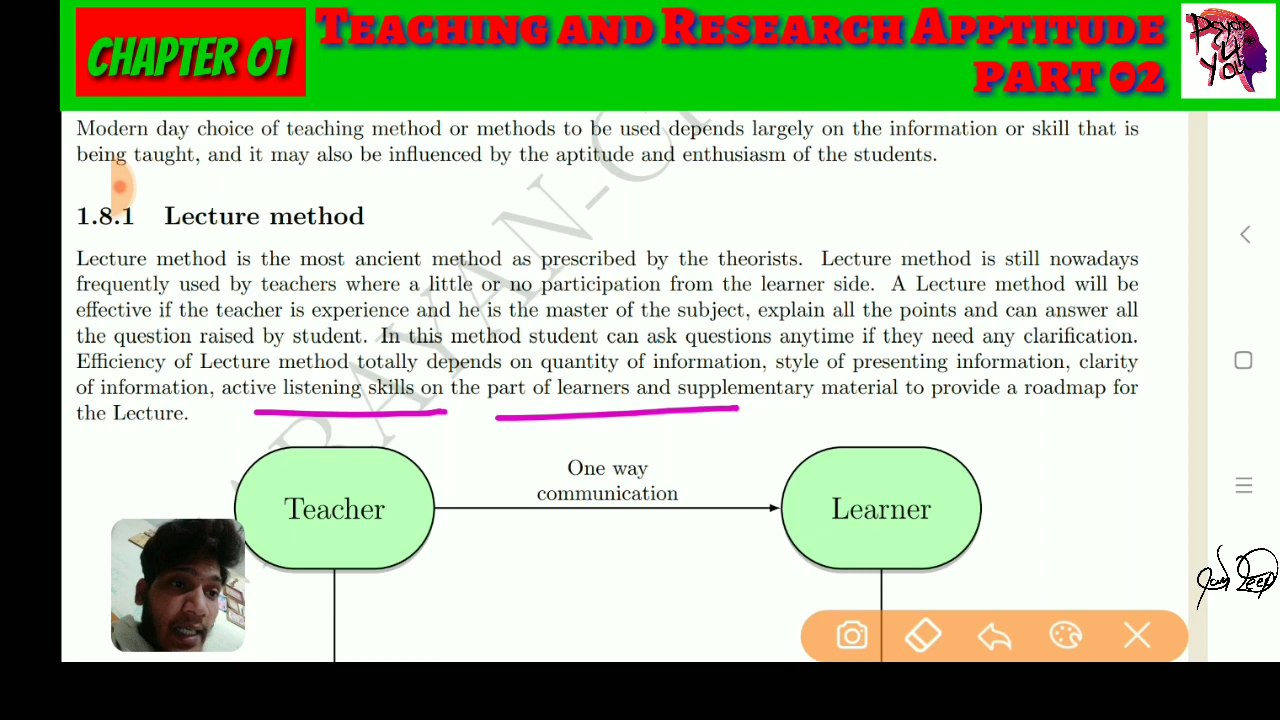 CHAPTER 01
TEACHING AND RESEARCH APPTITUDE
PART 02
Psycho
4
You
Modern day choice of teaching method or methods to be used depends largely on the information or skill that is
being taught, and it may also be influenced by the aptitude and enthusiasm of the students.
1.8.1 Lecture method
Lecture method is the most ancient method as prescribed by the theorists. Lecture method is still nowadays
frequently used by teachers where a little or no participation from the learner side. A Lecture method will be
effective if the teacher is experience and he is the master of the subject, explain all the points and can answer all
the question raised by student. In this method student can ask questions anytime if they need any clarification.
Efficiency of Lecture method totally depends on quantity of information, style of presenting information, clarity
of information, active listening skills on the part of learners and supplementary material to provide a roadmap for
the Lecture.
One way
communication
Teacher
Learner